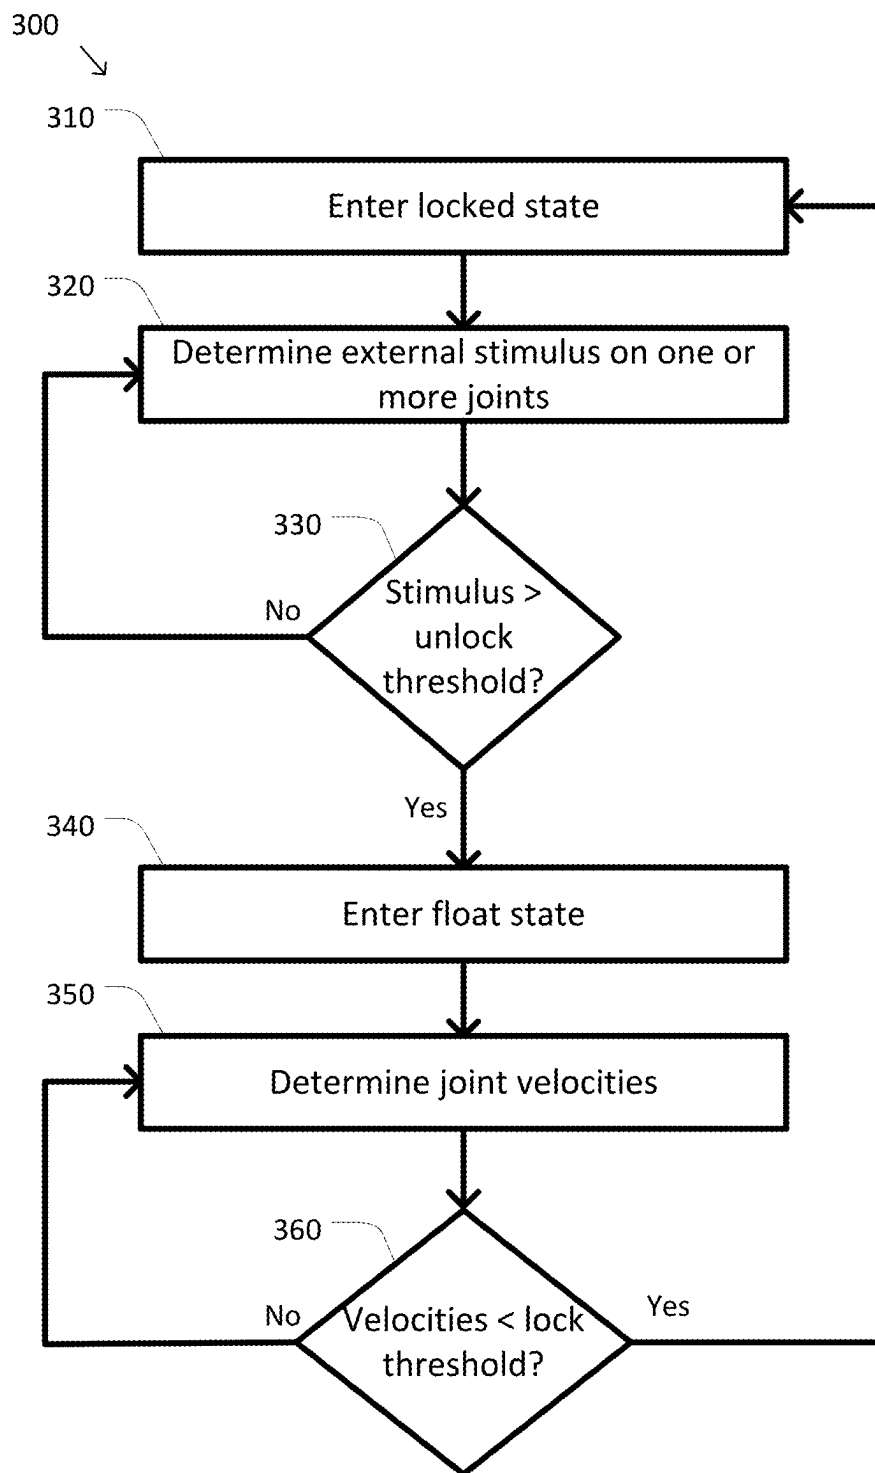 300
310
Enter locked state
320
Determine external stimulus on one or
more joints
330
Stimulus >
unlock
threshold?
No
Yes
340
Enter float state
350
Determine joint velocities
360
No
Velocities < lock
threshold?
Yes